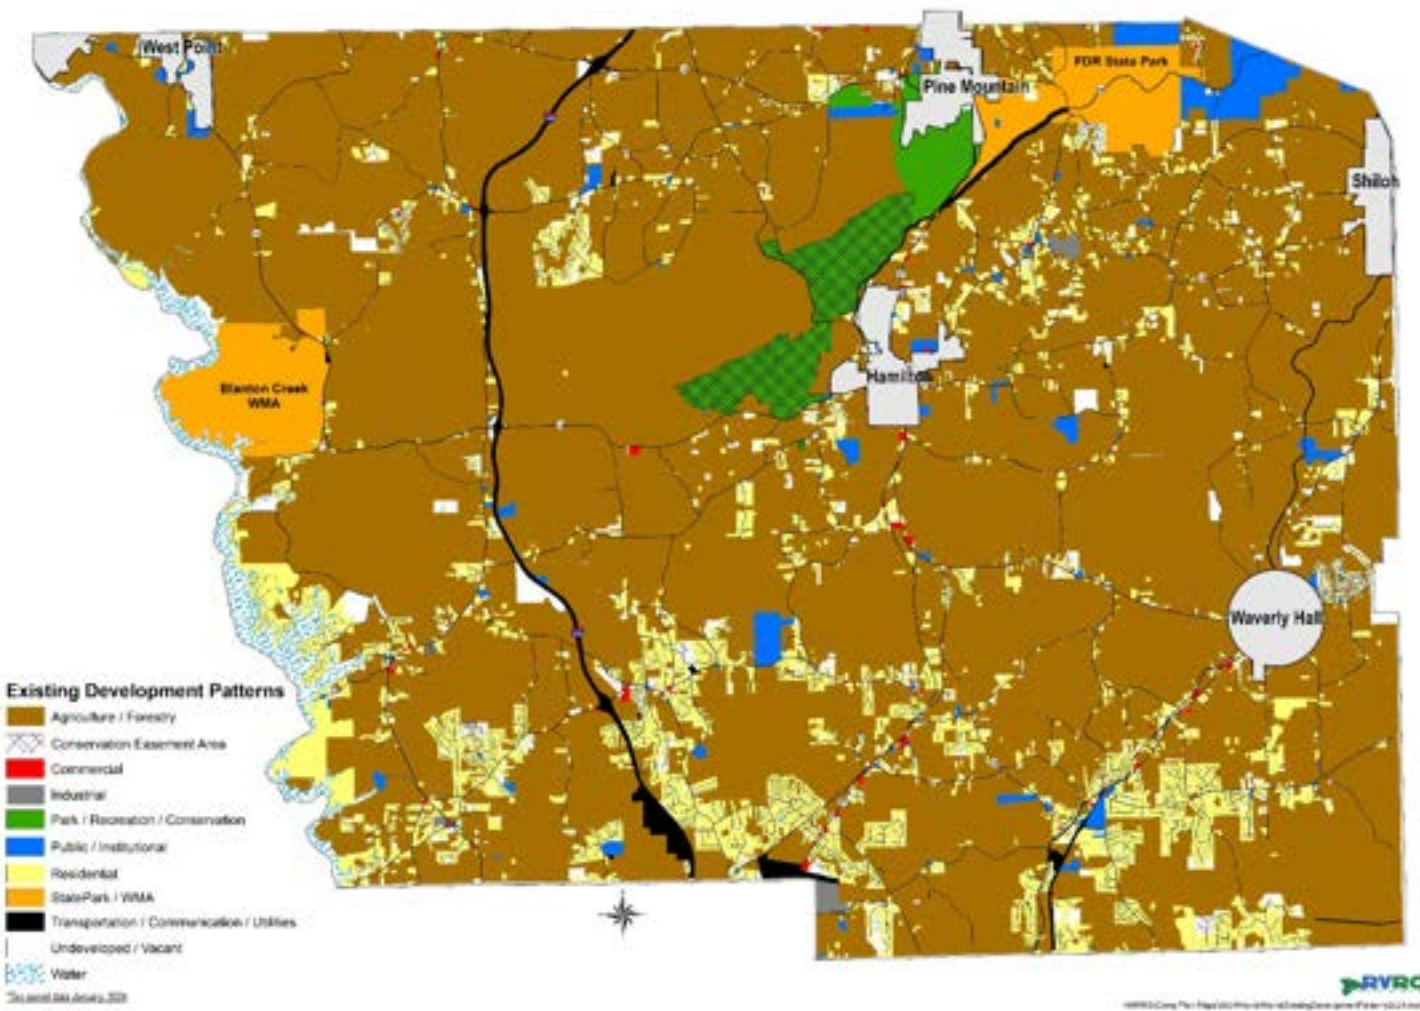 West Point
FDR State Park
Pine Mountain
Shiloh
Blanton Creek
WMA
Hamilton
Waverly Hall
Existing Development Patterns
Agriculture / Forestry
Conservation Easement Area
Commercial
Industrial
Park / Recreation / Conservation
Public / Institutional
Residential
StatePark / WMA
Transportation / Communication / Utilities
Undeveloped / Vacant
Water
RVRC